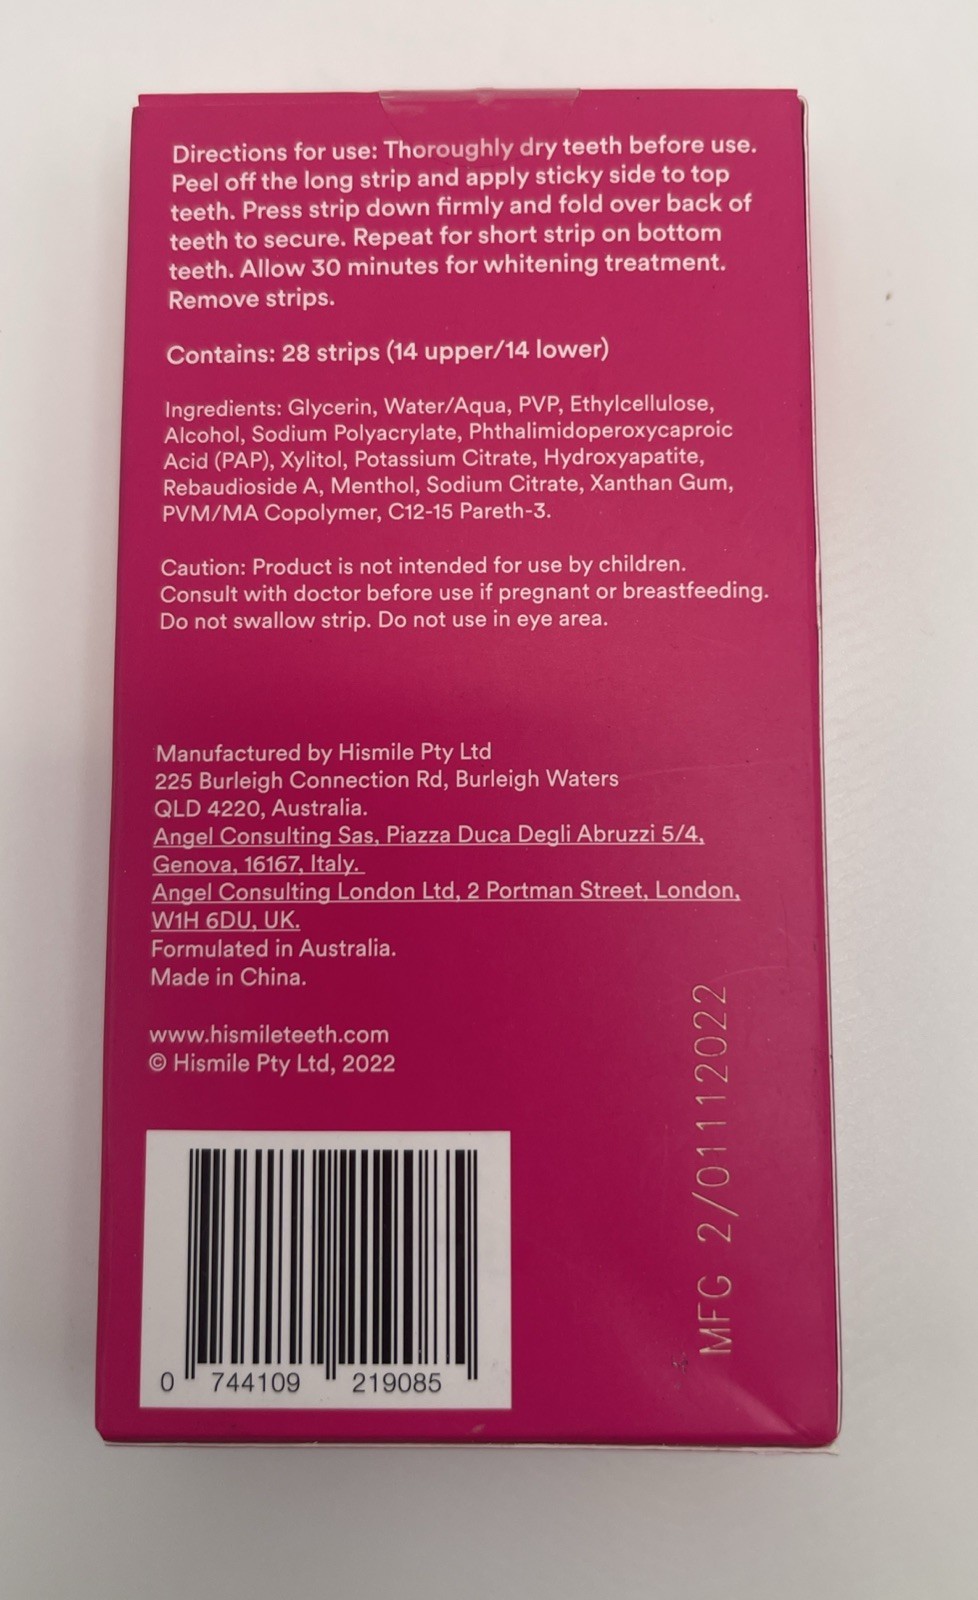 Directions for use: Thoroughly dry teeth before use.
Peel off the long strip and apply sticky side to top
teeth. Press strip down firmly and fold over back of
teeth to secure. Repeat for short strip on bottom
teeth. Allow 30 minutes for whitening treatment.
Remove strips.
Contains: 28 strips (14 upper/14 lower)
Ingredients: Glycerin, Water/Aqua, PVP, Ethylcellulose,
Alcohol, Sodium Polyacrylate, Phthalimidoperoxycaproic
Acid (PAP), Xylitol, Potassium Citrate, Hydroxyapatite,
Rebaudioside A, Menthol, Sodium Citrate, Xanthan Gum,
PVM/MA Copolymer, C12-15 Pareth-3.
Caution: Product is not intended for use by children.
Consult with doctor before use if pregnant or breastfeeding.
Do not swallow strip. Do not use in eye area.
Manufactured by Hismile Pty Ltd
225 Burleigh Connection Rd, Burleigh Waters
QLD 4220, Australia.
Angel Consulting Sas, Piazza Duca Degli Abruzzi 5/4,
Genova, 16167, Italy.
Angel Consulting London Ltd, 2 Portman Street, London,
W1H 6DU, UK.
Formulated in Australia.
Made in China.
www.hismileteeth.com
© Hismile Pty Ltd, 2022
0 744109 219085
MFG 2/01112022